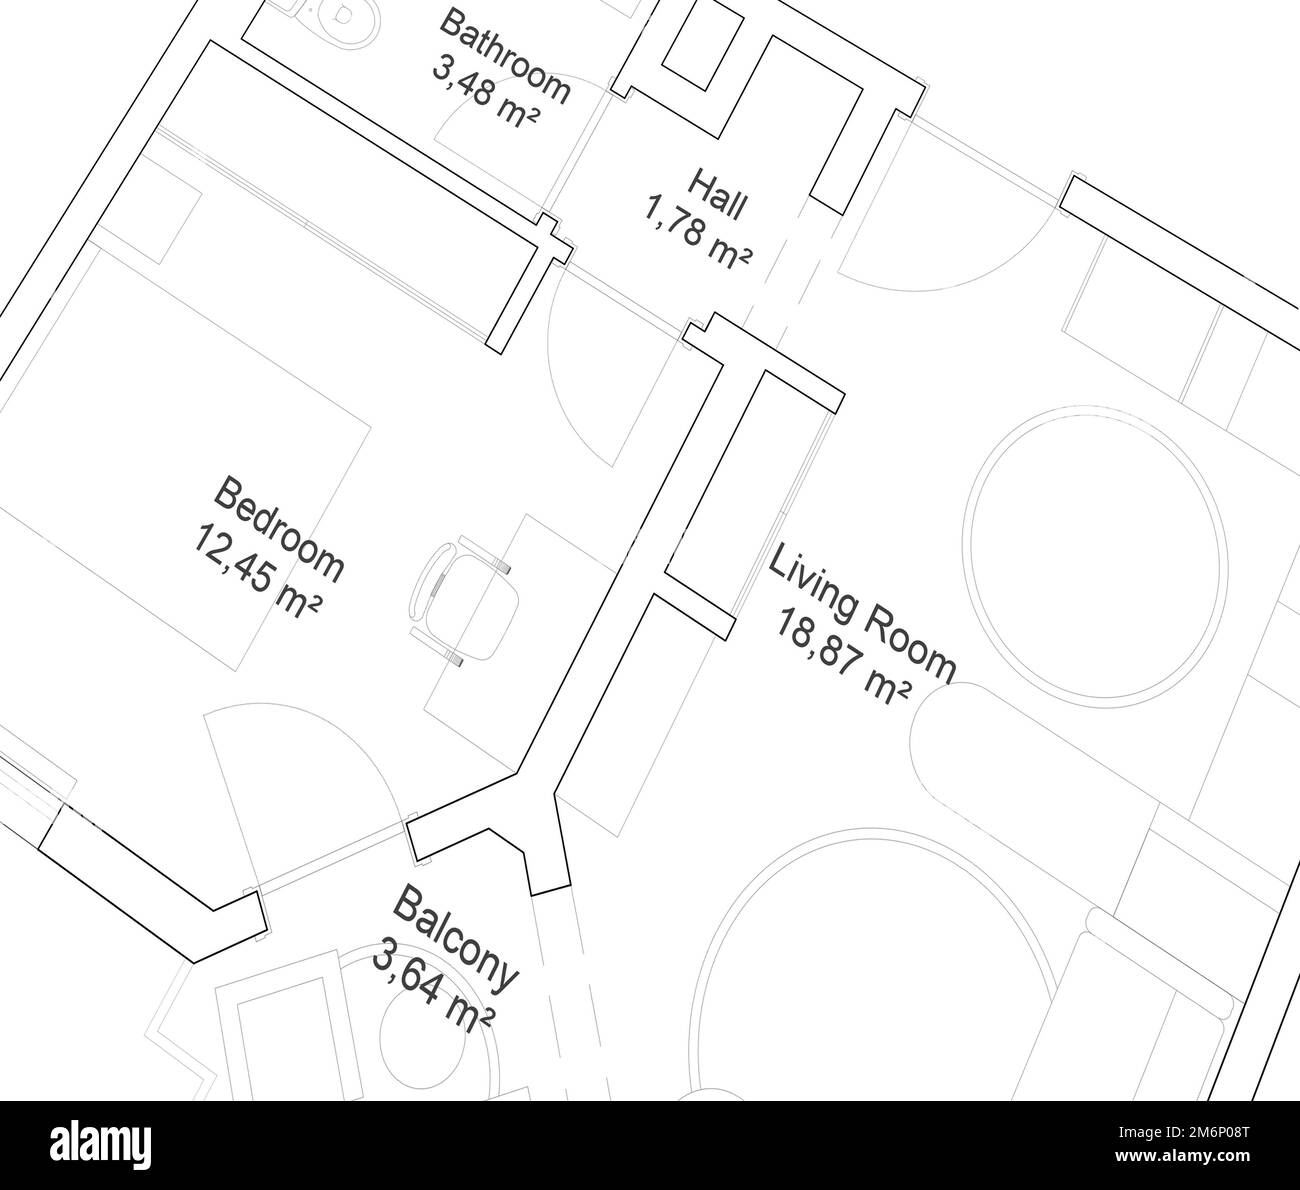 Bathroom
3,48 m²
Hall
1,78 m²
Bedroom
12,45 m²
Living Room
18,87 m²
Balcony
3,64 m²
alamy
Image ID: 2M6P08T
www.alamy.com